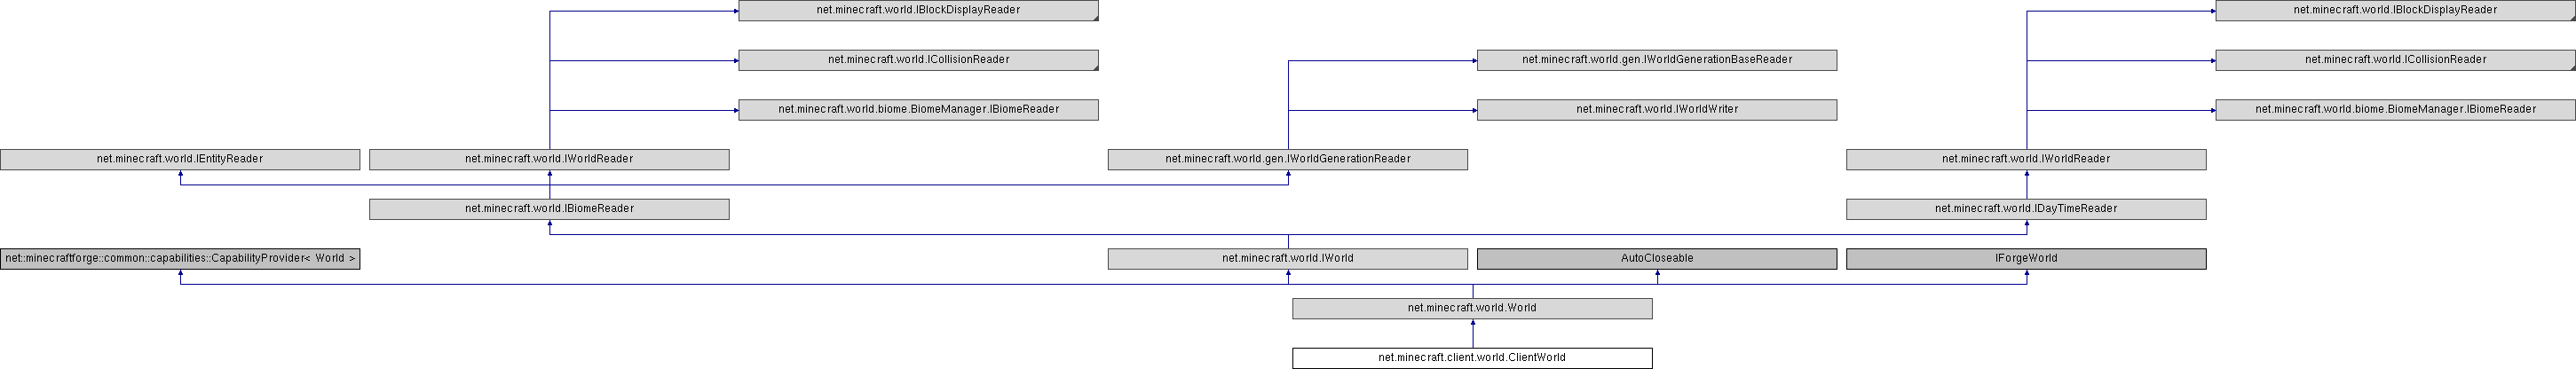 net.minecraft.world.IBlockDisplayReader
net.minecraft.world.IBlockDisplayReader
net.minecraft.world.ICollisionReader
net.minecraft.world.gen.IWorldGenerationBaseReader
net.minecraft.world.ICollisionReader
net.minecraft.world.biome.BiomeManager.IBiomeReader
net.minecraft.world.IWorldWriter
net.minecraft.world.biome.BiomeManager.IBiomeReader
net.minecraft.world.IEntityReader
net.minecraft.world.IWorldReader
net.minecraft.world.gen.IWorldGenerationReader
net.minecraft.world.IWorldReader
net.minecraft.world.IBiomeReader
net.minecraft.world.IDayTimeReader
net::minecraftforge::common::capabilities::CapabilityProvider< World >
net.minecraft.world.IWorld
AutoCloseable
IForgeWorld
net.minecraft.world.World
net.minecraft.client.world.ClientWorld